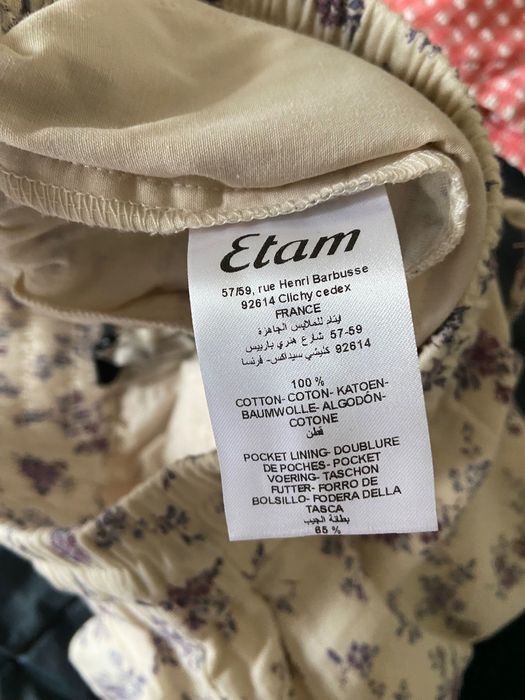 Etam
57/59, rue Henri Barbusse
92614 Clichy cedex
FRANCE
إيتام للملابس الجاهزة
57-59 شارع هنري باربيس
92614 كليشي سيداكس - فرنسا
100 %
COTTON- COTON- KATOEN-
BAUMWOLLE- ALGODÓN-
COTONE
قطن
POCKET LINING- DOUBLURE
DE POCHES- POCKET
VOERING- TASCHON
FUTTER- FORRO DE
BOLSILLO- FODERA DELLA
TASCA
بطانة الجيب
65 %